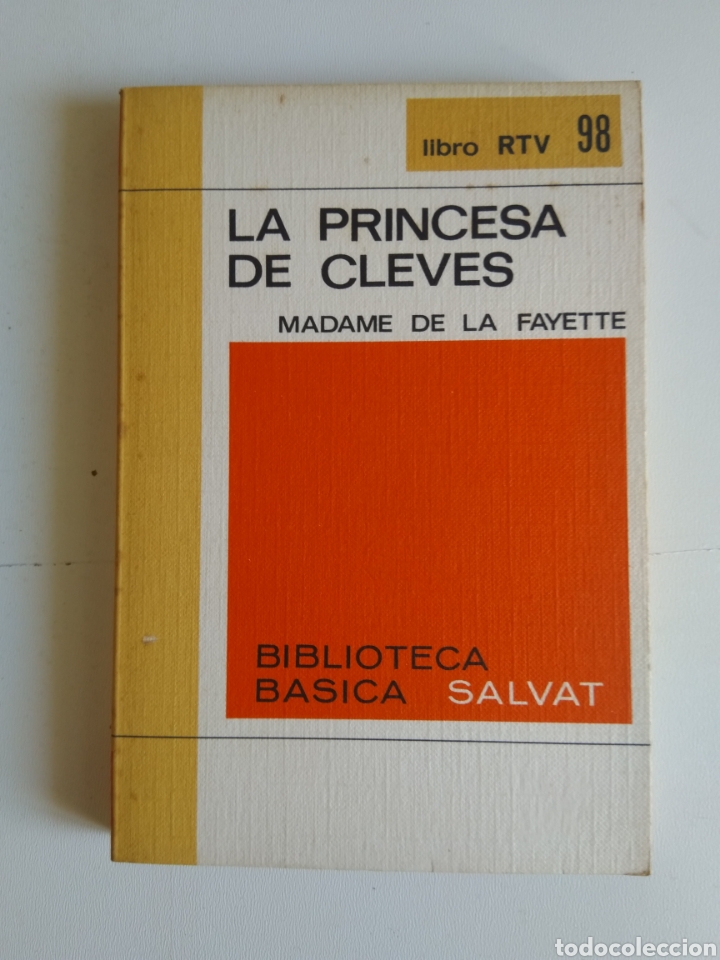 libro RTV 98
LA PRINCESA
DE CLEVES
MADAME DE LA FAYETTE
BIBLIOTECA
BASICA SALVAT
todocoleccion